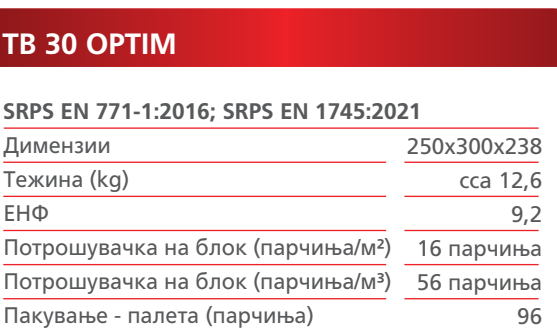 TB 30 OPTIM
SRPS EN 771-1:2016; SRPS EN 1745:2021
Димензии 250x300x238
Тежина (kg) сса 12,6
ЕНФ 9,2
Потрошувачка на блок (парчиња/м²) 16 парчиња
Потрошувачка на блок (парчиња/м³) 56 парчиња
Пакување - палета (парчиња) 96